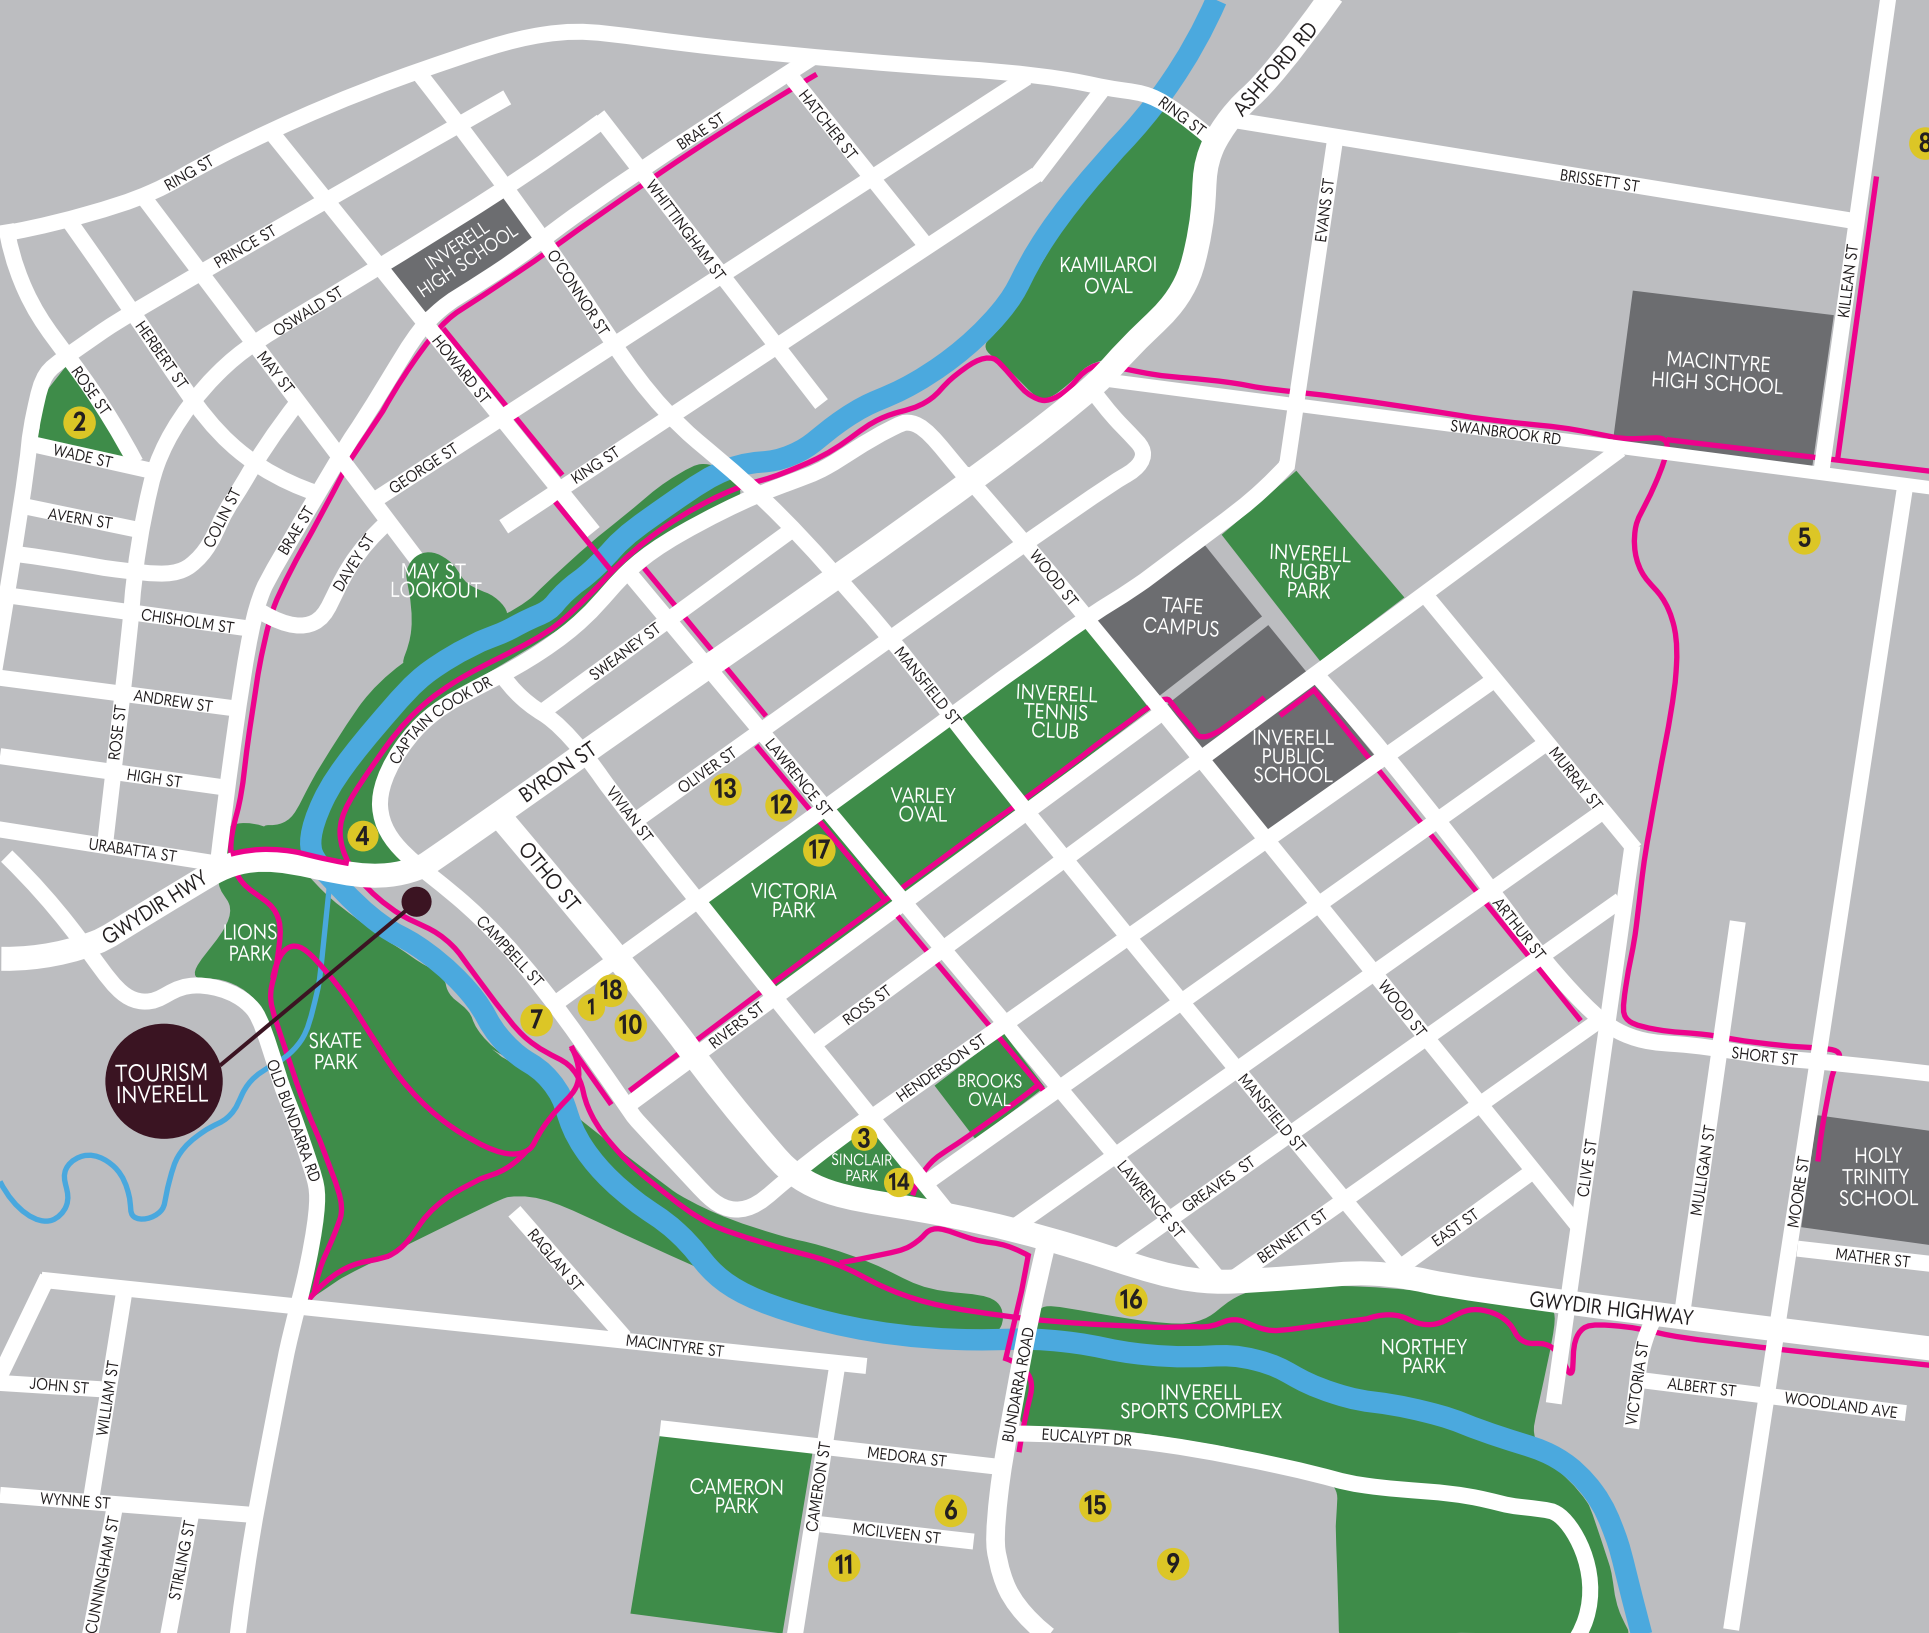 ASHFORD RD
RING ST
HATCHER ST
BRAE ST
8
RING ST
BRISSETT ST
EVANS ST
WHITTINGHAM ST
PRINCE ST
INVERELL
HIGH SCHOOL
O'CONNOR ST
KAMILAROI
OVAL
KILLEAN ST
OSWALD ST
HERBERT ST
MAY ST
HOWARD ST
MACINTYRE
HIGH SCHOOL
ROSE ST
2
WADE ST
SWANBROOK RD
GEORGE ST
KING ST
AVERN ST
COLIN ST
BRAE ST
DAVEY ST
5
MAY ST
LOOKOUT
WOOD ST
INVERELL
RUGBY
PARK
TAFE
CAMPUS
CHISHOLM ST
SWEANEY ST
MANSFIELD ST
ANDREW ST
ROSE ST
CAPTAIN COOK DR
INVERELL
TENNIS
CLUB
INVERELL
PUBLIC
SCHOOL
MURRAY ST
HIGH ST
BYRON ST
OLIVER ST
LAWRENCE ST
13
12
VARLEY
OVAL
VIVIAN ST
4
URABATTA ST
17
OTHO ST
VICTORIA
PARK
GWYDIR HWY
LIONS
PARK
CAMPBELL ST
ARTHUR ST
18
1
10
7
ROSS ST
RIVERS ST
WOOD ST
SKATE
PARK
TOURISM
INVERELL
HENDERSON ST
BROOKS
OVAL
SHORT ST
OLD BUNDARRA RD
MANSFIELD ST
3
SINCLAIR
PARK
14
LAWRENCE ST
GREAVES ST
CLIVE ST
MULLIGAN ST
MOORE ST
HOLY
TRINITY
SCHOOL
RAGLAN ST
BENNETT ST
EAST ST
MATHER ST
16
GWYDIR HIGHWAY
MACINTYRE ST
BUNDARRA ROAD
NORTHEY
PARK
VICTORIA ST
JOHN ST
WILLIAM ST
INVERELL
SPORTS COMPLEX
ALBERT ST
WOODLAND AVE
EUCALYPT DR
MEDORA ST
CAMERON ST
CAMERON
PARK
WYNNE ST
6
15
MCILVEEN ST
CUNNINGHAM ST
STIRLING ST
11
9